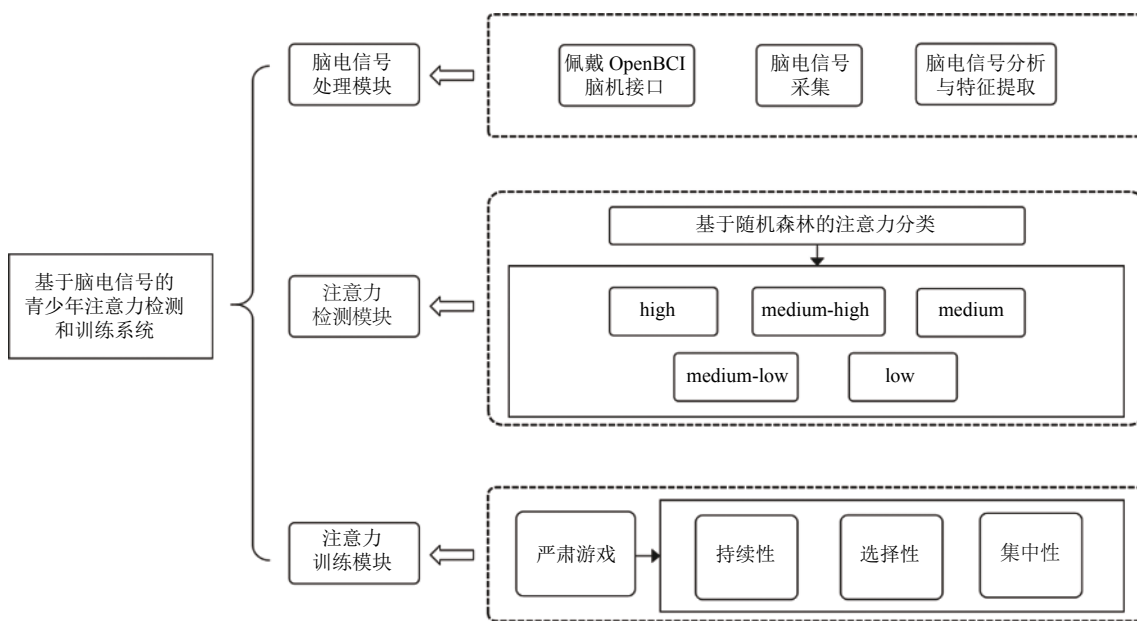 脑电信号
处理模块
佩戴 OpenBCI
脑机接口
脑电信号
采集
脑电信号分析
与特征提取
基于脑电信号的
青少年注意力检测
和训练系统
注意力
检测模块
基于随机森林的注意力分类
high
medium-high
medium
medium-low
low
注意力
训练模块
严肃游戏
持续性
选择性
集中性